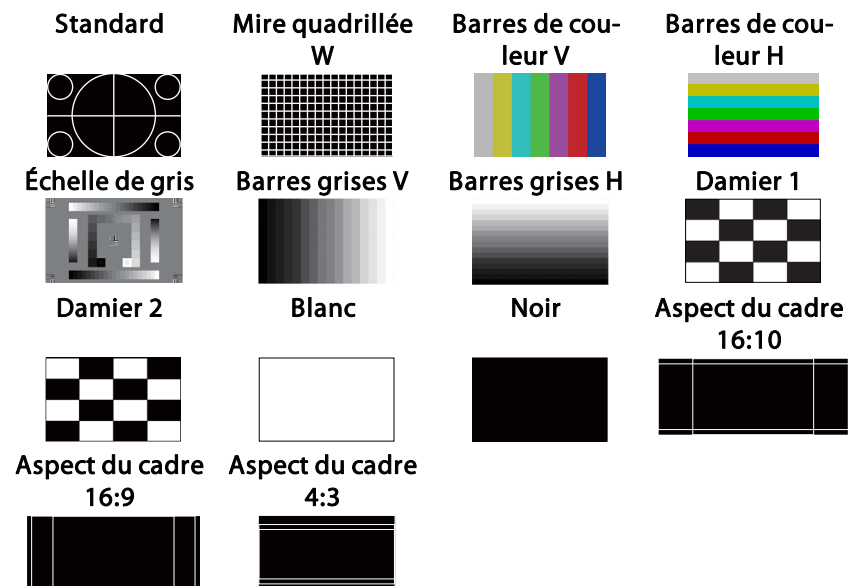 Standard
Mire quadrillée
W
Barres de cou-
leur V
Barres de cou-
leur H
Échelle de gris
Barres grises V
Barres grises H
Damier 1
Damier 2
Blanc
Noir
Aspect du cadre
16:10
Aspect du cadre
16:9
Aspect du cadre
4:3